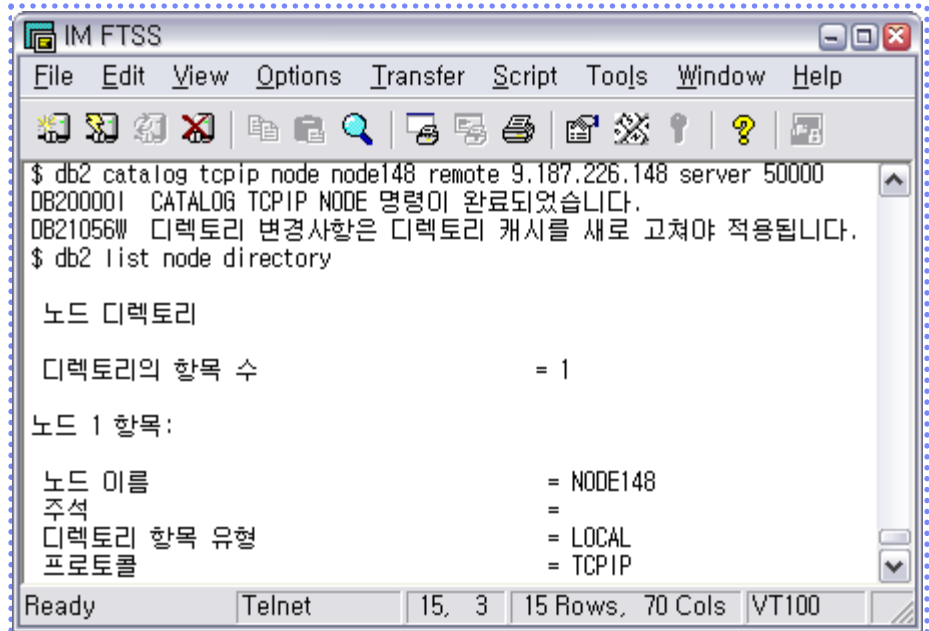 IM FTSS
File Edit View Options Transfer Script Tools Window Help
$ db2 catalog tcpip node node148 remote 9.187.226.148 server 50000
DB20000I CATALOG TCPIP NODE 명령이 완료되었습니다.
DB21056W 디렉토리 변경사항은 디렉토리 캐시를 새로 고쳐야 적용됩니다.
$ db2 list node directory
노드 디렉토리
디렉토리의 항목 수 = 1
노드 1 항목:
노드 이름 = NODE148
주석 =
디렉토리 항목 유형 = LOCAL
프로토콜 = TCPIP
Ready Telnet 15, 3 15 Rows, 70 Cols VT100